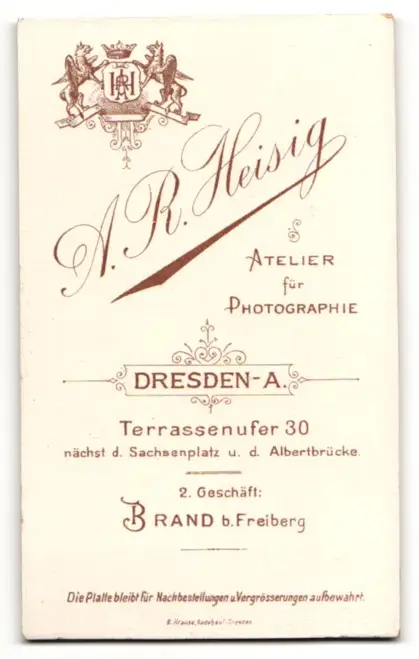 A. R. Heisig
ATELIER
für
PHOTOGRAPHIE
DRESDEN-A.
Terrassenufer 30
nächst d. Sachsenplatz u. d. Albertbrücke.
2. Geschäft:
BRAND b. Freiberg
Die Platte bleibt für Nachbestellungen u. Vergrösserungen aufbewahrt.